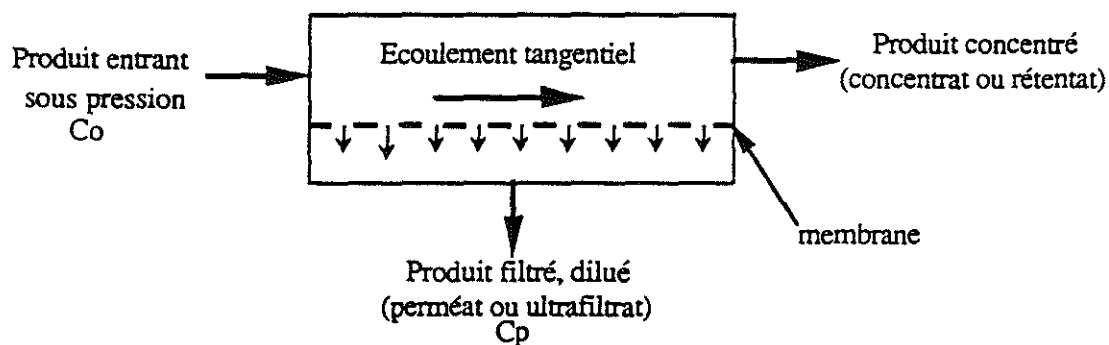 Produit entrant
sous pression
Co
Ecoulement tangentiel
Produit concentré
(concentrat ou rétentat)
membrane
Produit filtré, dilué
(perméat ou ultrafiltrat)
Cp